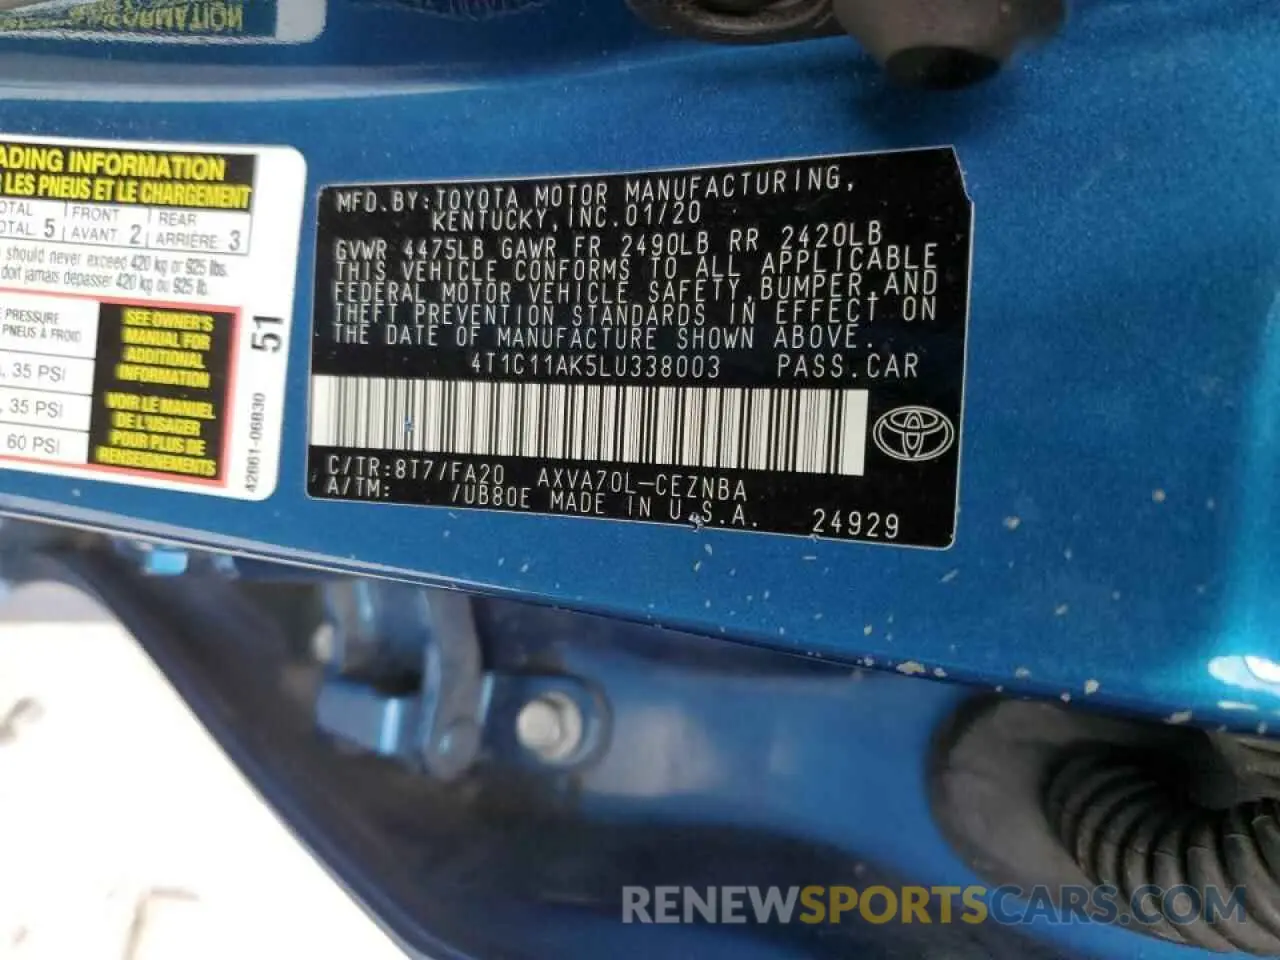 ADING INFORMATION
LES PNEUS ET LE CHARGEMENT
OTAL FRONT REAR
OTAL 5 AVANT 2 ARRIÈRE 3
should never exceed 420 kg or 925 lbs.
doit jamais dépasser 420 kg ou 925 lb.
PRESSURE
PNEUS À FROID
35 PSI
35 PSI
60 PSI
SEE OWNER'S
MANUAL FOR
ADDITIONAL
INFORMATION
VOIR LE MANUEL
DE L'USAGER
POUR PLUS DE
RENSEIGNEMENTS
51
42661-06B30
MFD.BY:TOYOTA MOTOR MANUFACTURING,
KENTUCKY,INC.01/20
GVWR 4475LB GAWR FR 2490LB RR 2420LB
THIS VEHICLE CONFORMS TO ALL APPLICABLE
FEDERAL MOTOR VEHICLE SAFETY,BUMPER,AND
THEFT PREVENTION STANDARDS IN EFFECT ON
THE DATE OF MANUFACTURE SHOWN ABOVE.
4T1C11AK5LU338003 PASS.CAR
C/TR:8T7/FA20 AXVA70L-CEZNBA
A/TM: /UB80E MADE IN U.S.A. 24929
RENEWSPORTSCARS.COM